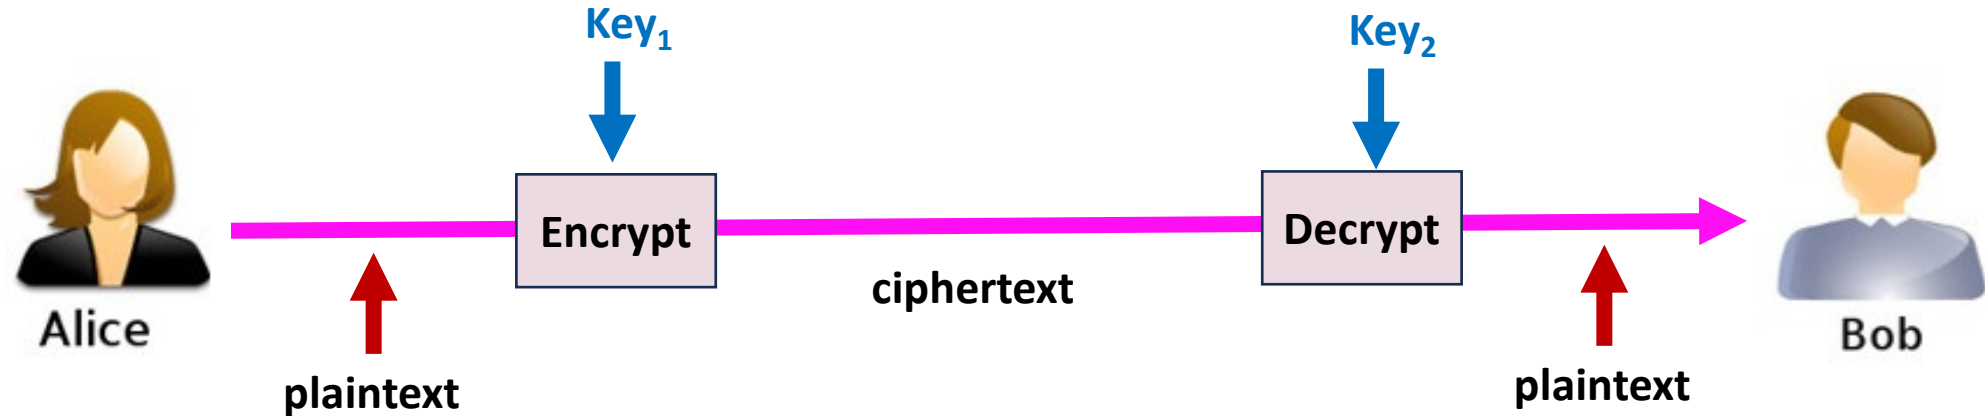 Key₁
Key₂
Encrypt
Decrypt
ciphertext
Alice
Bob
plaintext
plaintext